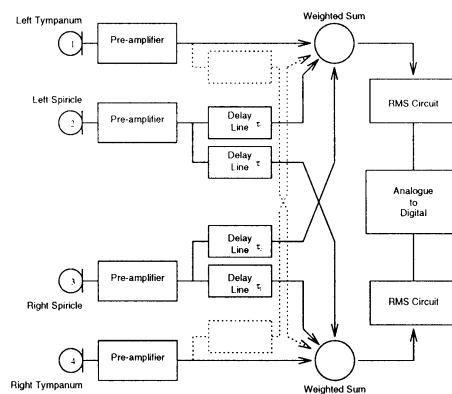 Left Tympanum
Weighted Sum
1
Pre-amplifier
Left Spiricle
RMS Circuit
2
Pre-amplifier
Delay
Line τ
Delay
Line τ
Analogue
to
Digital
Delay
Line τ
3
Pre-amplifier
Delay
Line τ
RMS Circuit
Right Spiricle
4
Pre-amplifier
Right Tympanum
Weighted Sum